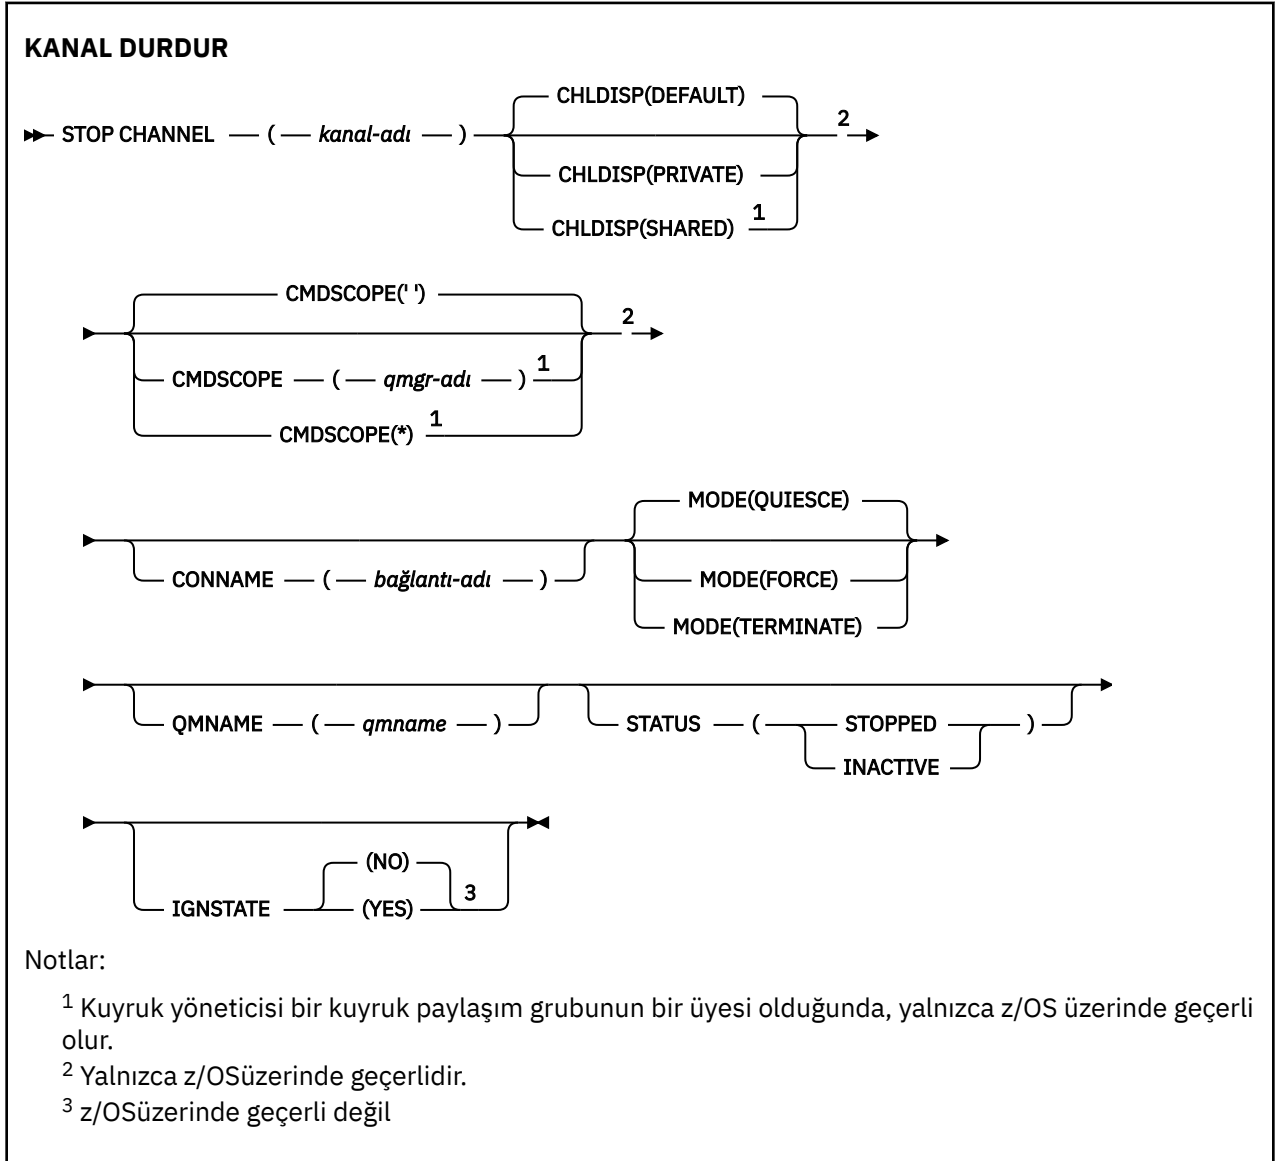 KANAL DURDUR
CHLDISP(DEFAULT)
STOP CHANNEL ( kanal-adı ) 2
CHLDISP(PRIVATE)
CHLDISP(SHARED) 1
CMDSCOPE(' ')
2
CMDSCOPE ( qmgr-adı ) 1
CMDSCOPE(*) 1
MODE(QUIESCE)
CONNAME ( bağlantı-adı ) MODE(FORCE)
MODE(TERMINATE)
QMNAME ( qmname ) STATUS ( STOPPED )
INACTIVE
(NO)
IGNSTATE (YES) 3
Notlar:
1 Kuyruk yöneticisi bir kuyruk paylaşım grubunun bir üyesi olduğunda, yalnızca z/OS üzerinde geçerli
olur.
2 Yalnızca z/OSüzerinde geçerlidir.
3 z/OSüzerinde geçerli değil